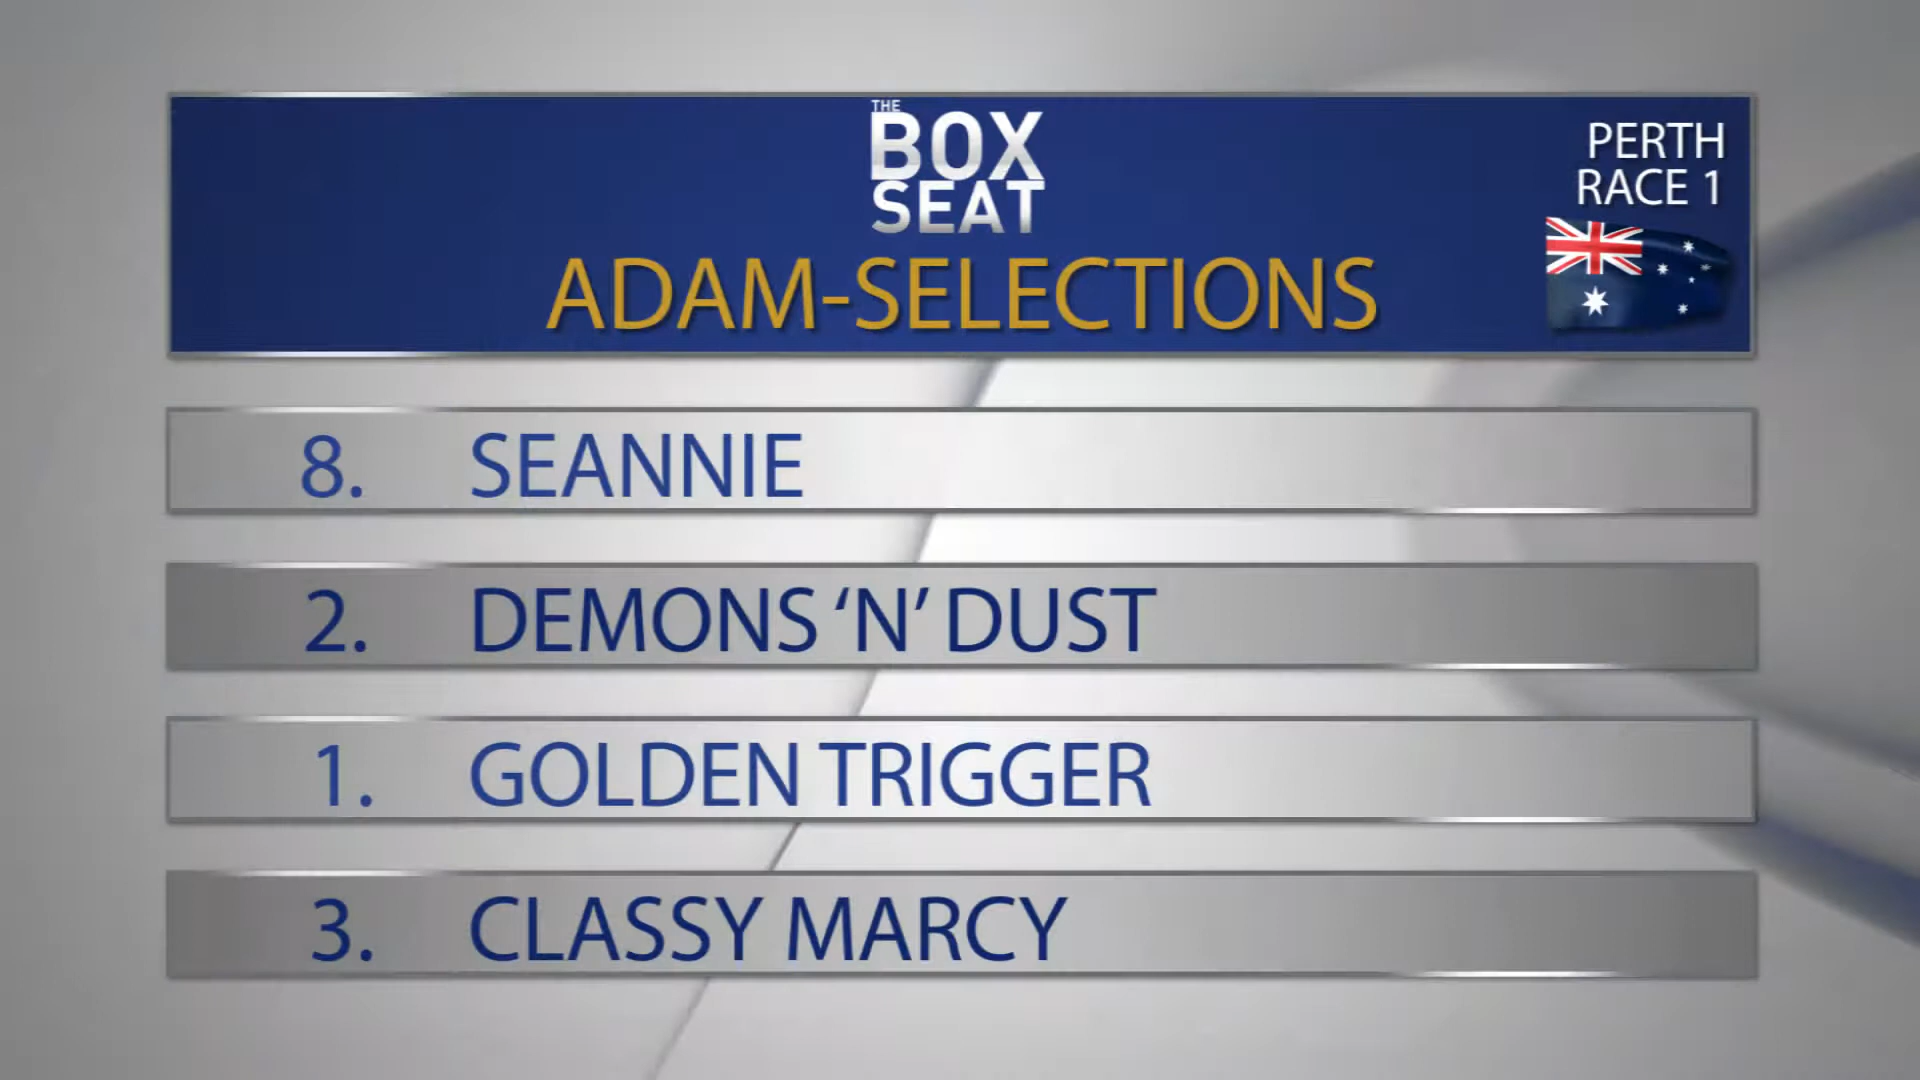 THE
BOX
SEAT
PERTH
RACE 1
ADAM-SELECTIONS
8. SEANNIE
2. DEMONS ‘N’ DUST
1. GOLDEN TRIGGER
3. CLASSY MARCY